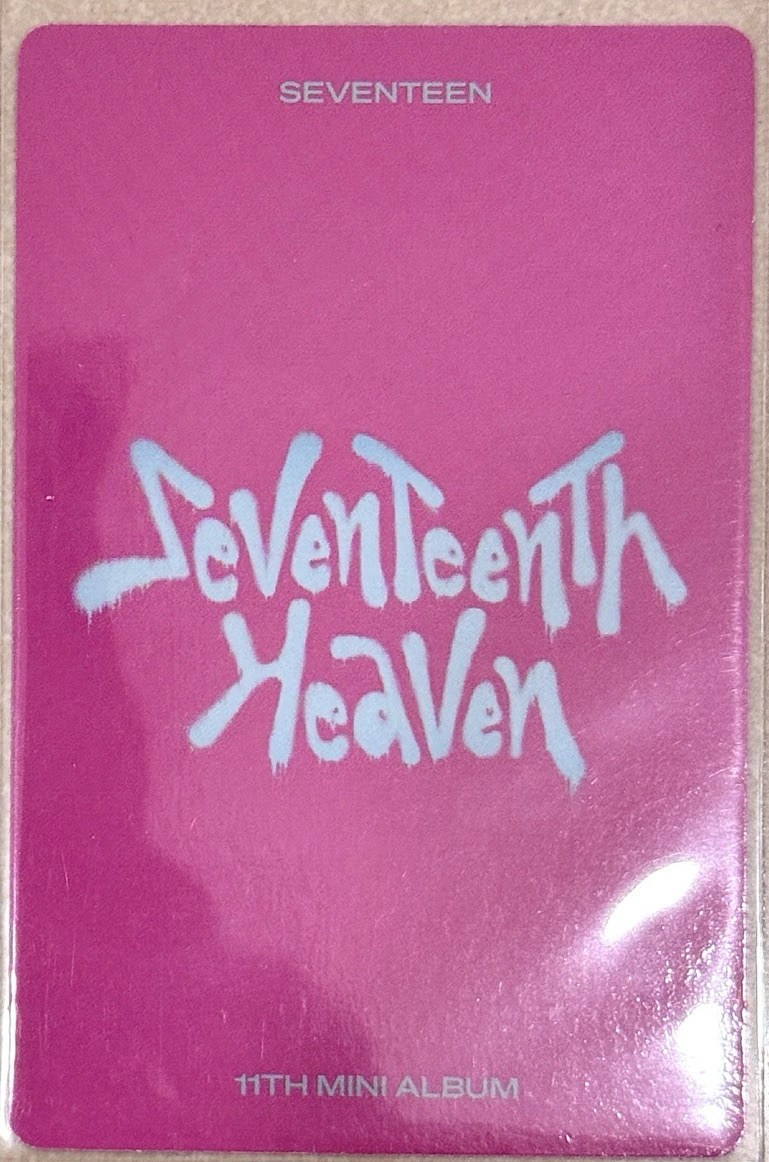 SEVENTEEN
SevenTeenTh
Heaven
11TH MINI ALBUM